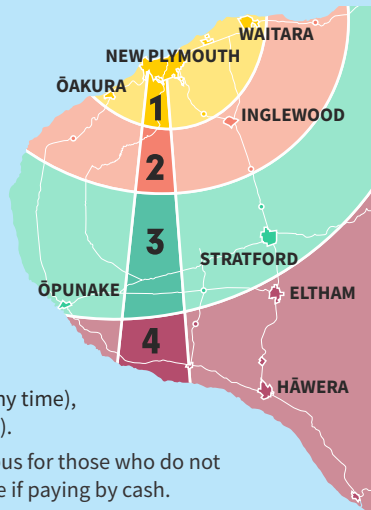 WAITARA
NEW PLYMOUTH
ŌAKURA
1
INGLEWOOD
2
3
STRATFORD
ŌPUNAKE
ELTHAM
4
HĀWERA
ny time),
).
us for those who do not
e if paying by cash.